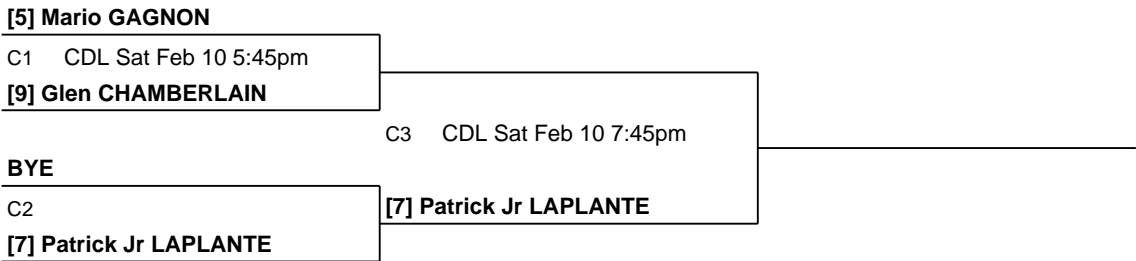 [5] Mario GAGNON
C1 CDL Sat Feb 10 5:45pm
[9] Glen CHAMBERLAIN
C3 CDL Sat Feb 10 7:45pm
BYE
C2
[7] Patrick Jr LAPLANTE
[7] Patrick Jr LAPLANTE